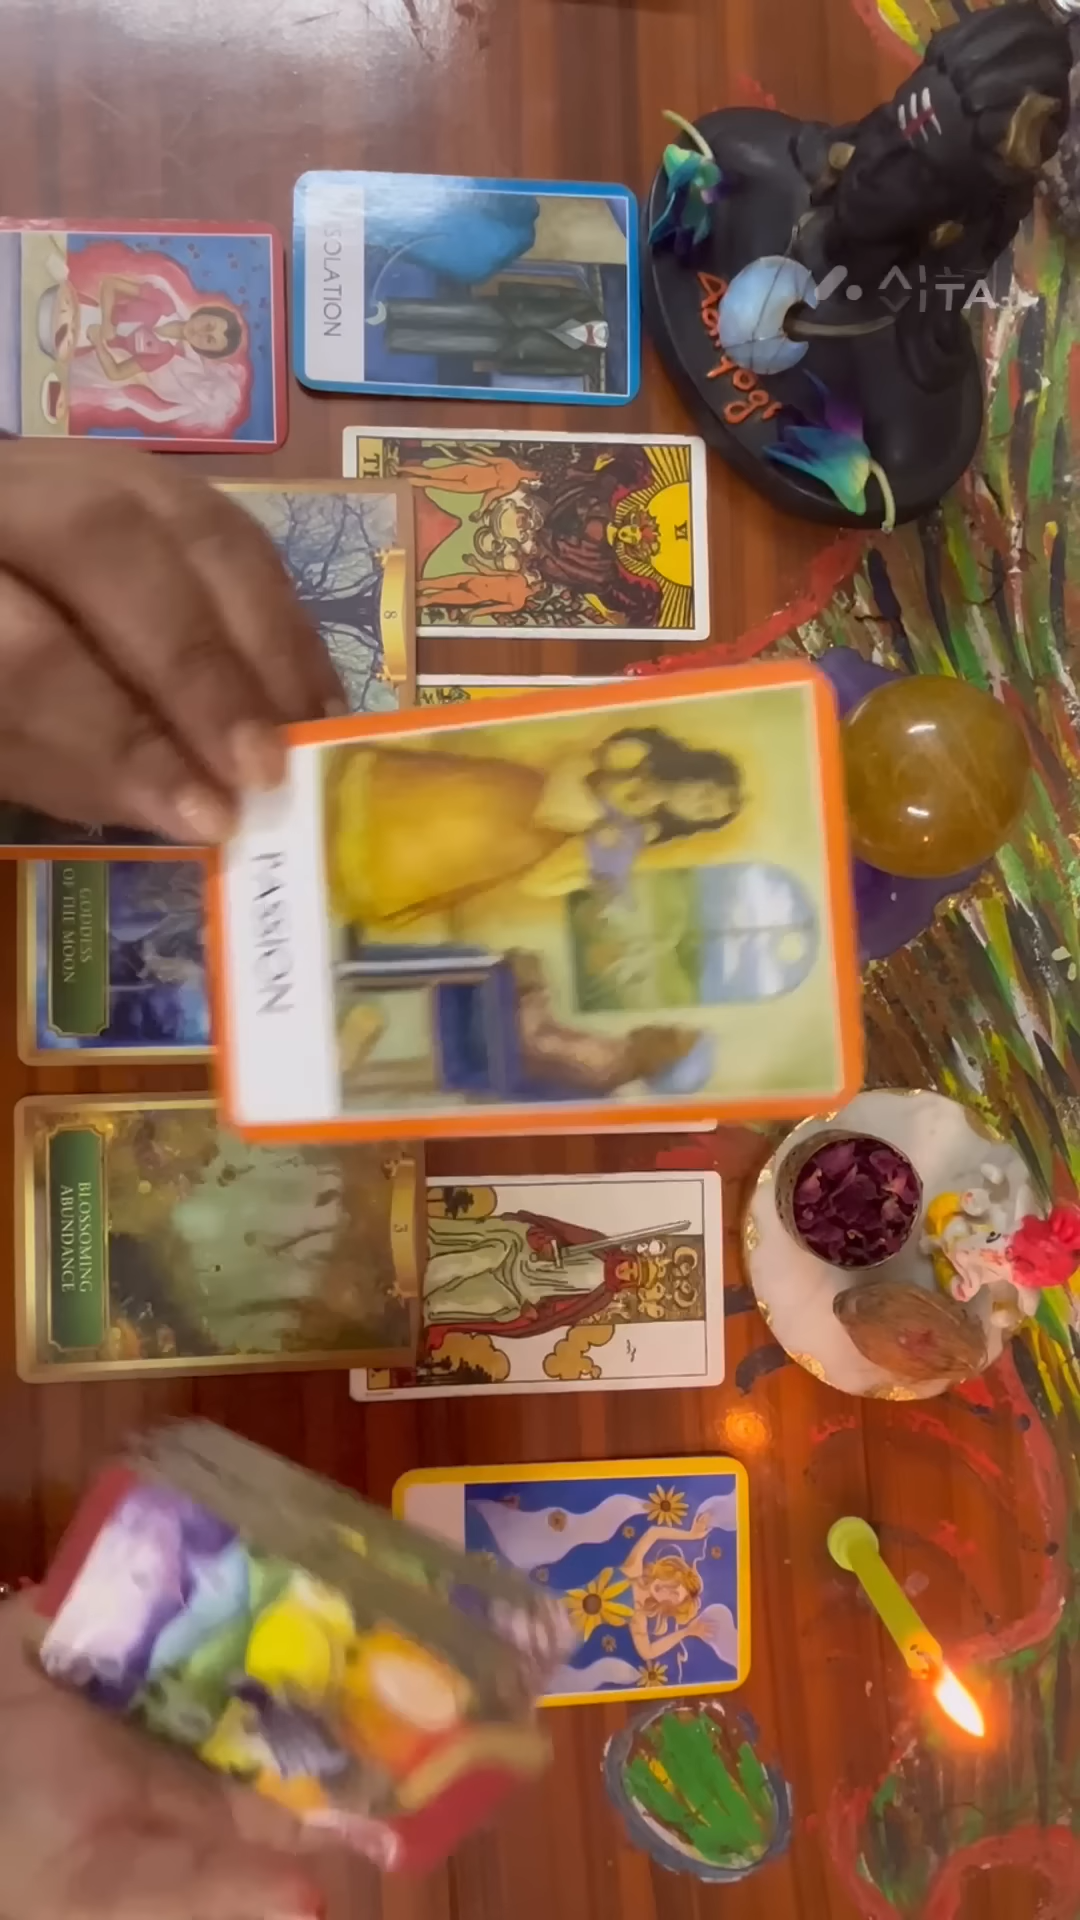 ISOLATION
VI
8
PASSION
GODDESS
OF THE MOON
BLOSSOMING
ABUNDANCE
3